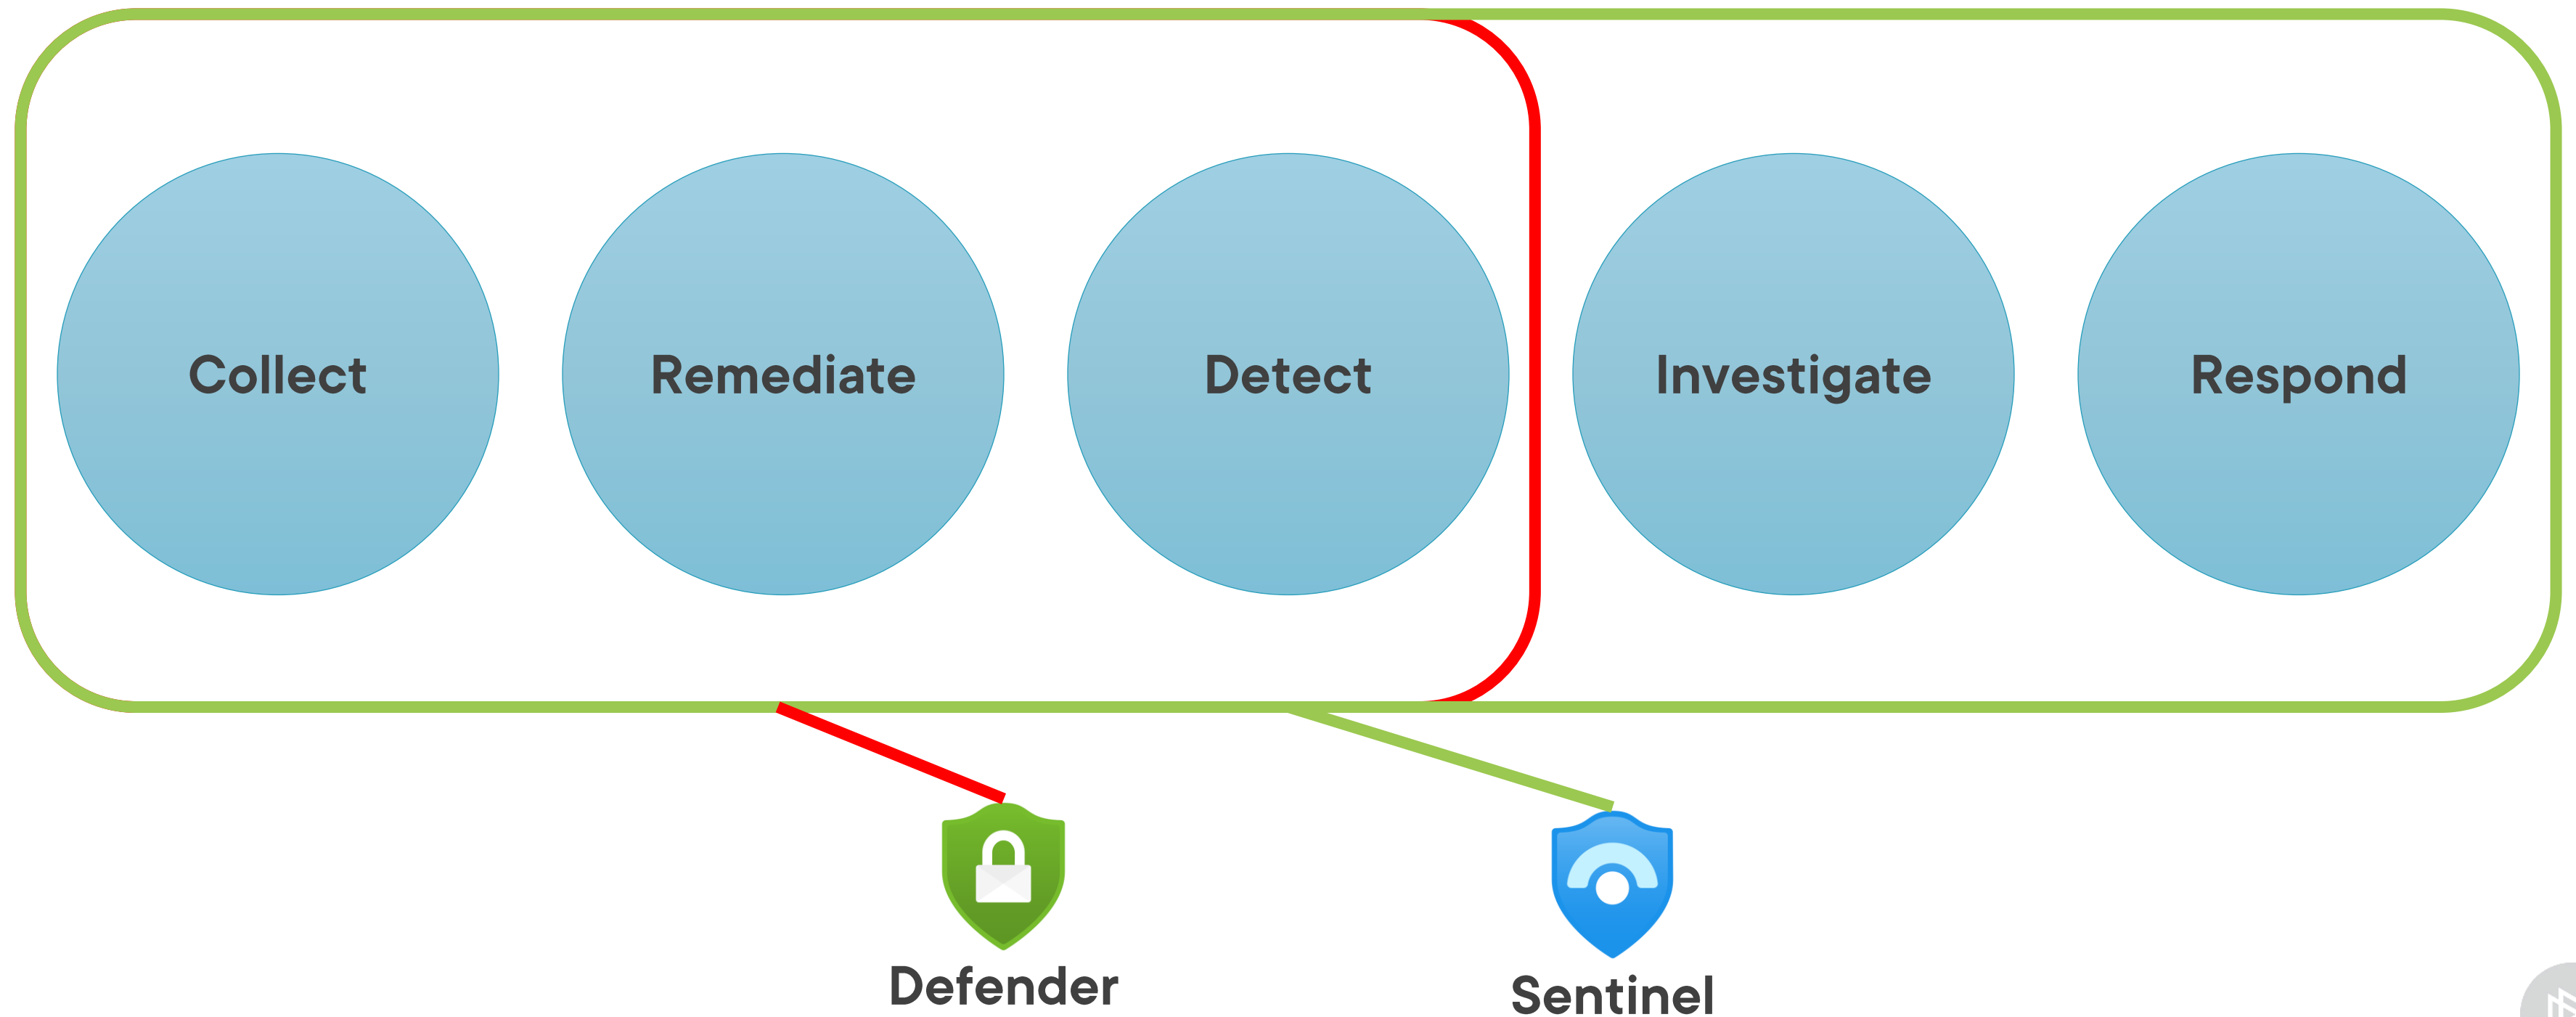 Collect
Remediate
Detect
Investigate
Respond
Defender
Sentinel